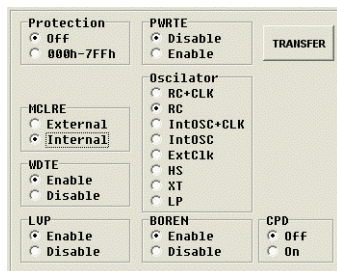 Protection
Off
000h-7FFh
PWRTE
Disable
Enable
TRANSFER
Oscilator
RC+CLK
RC
IntOSC+CLK
IntOSC
ExtClk
HS
XT
LP
MCLRE
External
Internal
WDTE
Enable
Disable
LVP
Enable
Disable
BOREN
Enable
Disable
CPD
Off
On